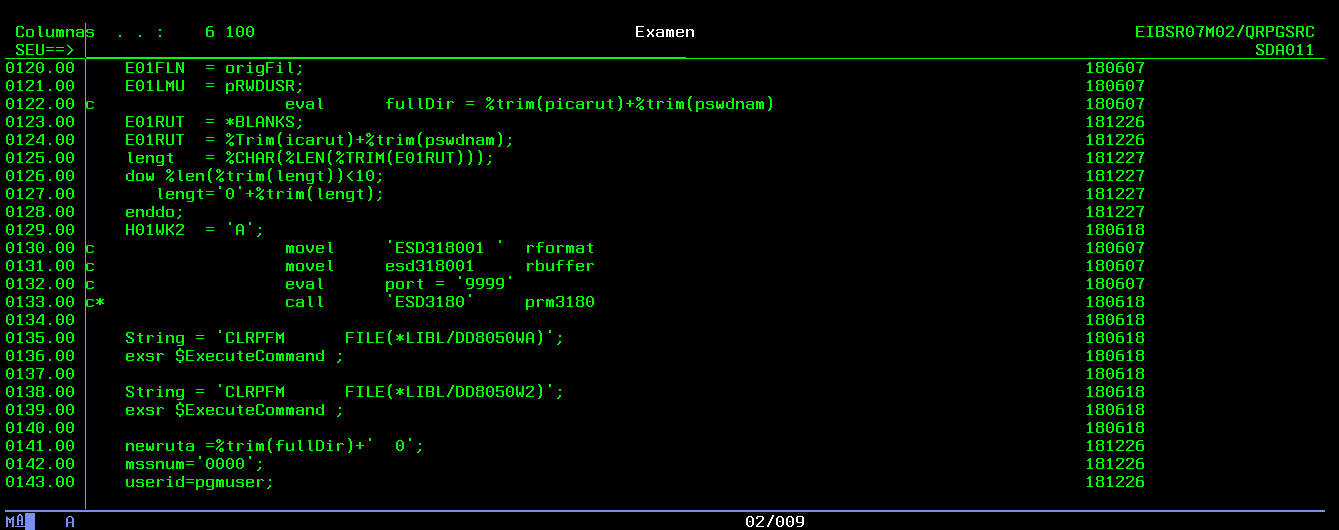 Columnas . . : 6 100 Examen EIBSR07M02/QRPGSRC
SEU==> SDA011
0120.00 E01FLN = origFil; 180607
0121.00 E01LMU = pRWDUSR; 180607
0122.00 c eval fullDir = %trim(picarut)+%trim(pswdnam) 180607
0123.00 E01RUT = *BLANKS; 181226
0124.00 E01RUT = %Trim(icarut)+%trim(pswdnam); 181226
0125.00 lengt = %CHAR(%LEN(%TRIM(E01RUT))); 181227
0126.00 dow %len(%trim(lengt))<10; 181227
0127.00 lengt='0'+%trim(lengt); 181227
0128.00 enddo; 181227
0129.00 H01WK2 = 'A'; 180618
0130.00 c movel 'ESD318001 ' rformat 180607
0131.00 c movel esd318001 rbuffer 180607
0132.00 c eval port = '9999' 180607
0133.00 c* call 'ESD3180' prm3180 180618
0134.00 180618
0135.00 String = 'CLRPFM FILE(*LIBL/DD8050WA)'; 180618
0136.00 exsr $ExecuteCommand ; 180618
0137.00 180618
0138.00 String = 'CLRPFM FILE(*LIBL/DD8050W2)'; 180618
0139.00 exsr $ExecuteCommand ; 180618
0140.00 180618
0141.00 newruta =%trim(fullDir)+' 0'; 181226
0142.00 mssnum='0000'; 181226
0143.00 userid=pgmuser; 181226
MA A 02/009